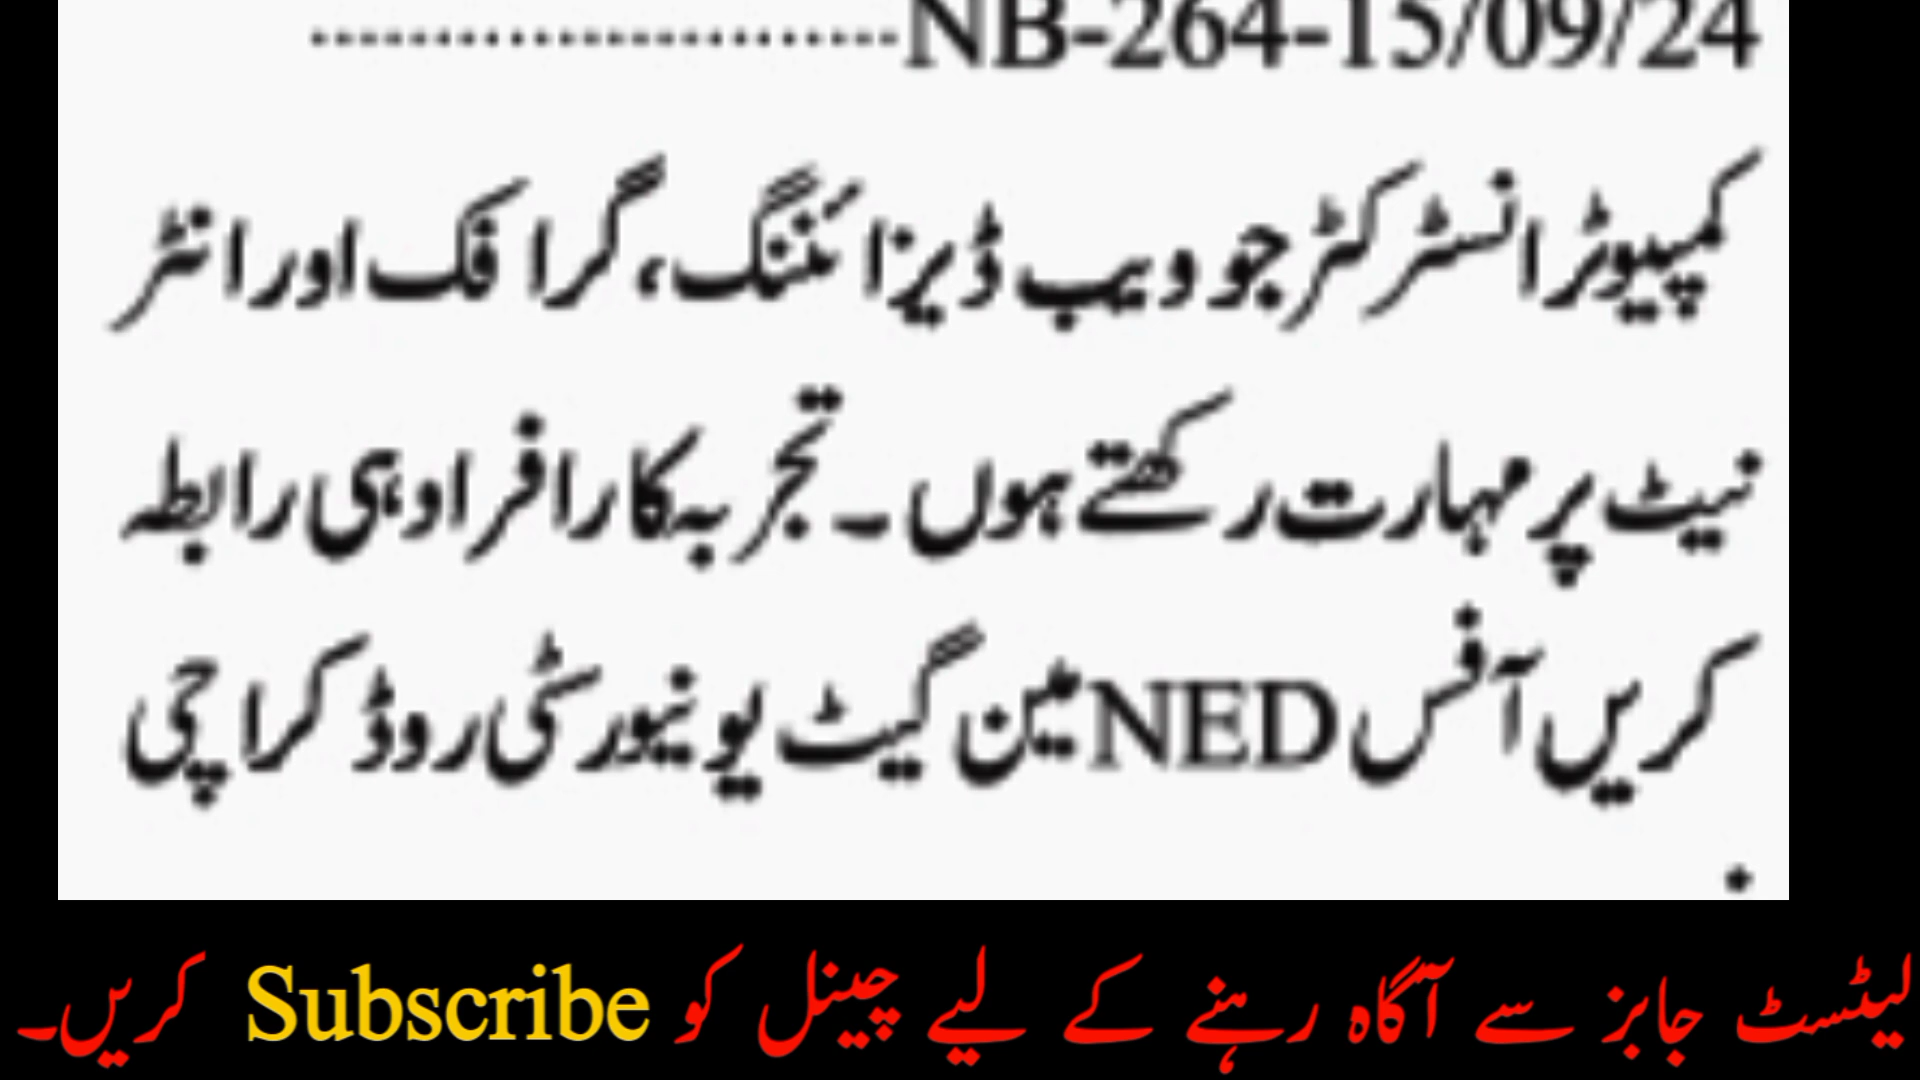 NB-264-15/09/24-----------------------
کمپیوٹر انسٹرکٹر جو ویب ڈیزائننگ، گرافک اور انٹر
نیٹ پر مہارت رکھتے ہوں ۔ تجربہ کار افراد ہی رابطہ
کریں آفس NED مین گیٹ یونیورسٹی روڈ کراچی
.
لیٹسٹ جابز سے آگاہ رہنے کے لیے چینل کو Subscribe کریں۔